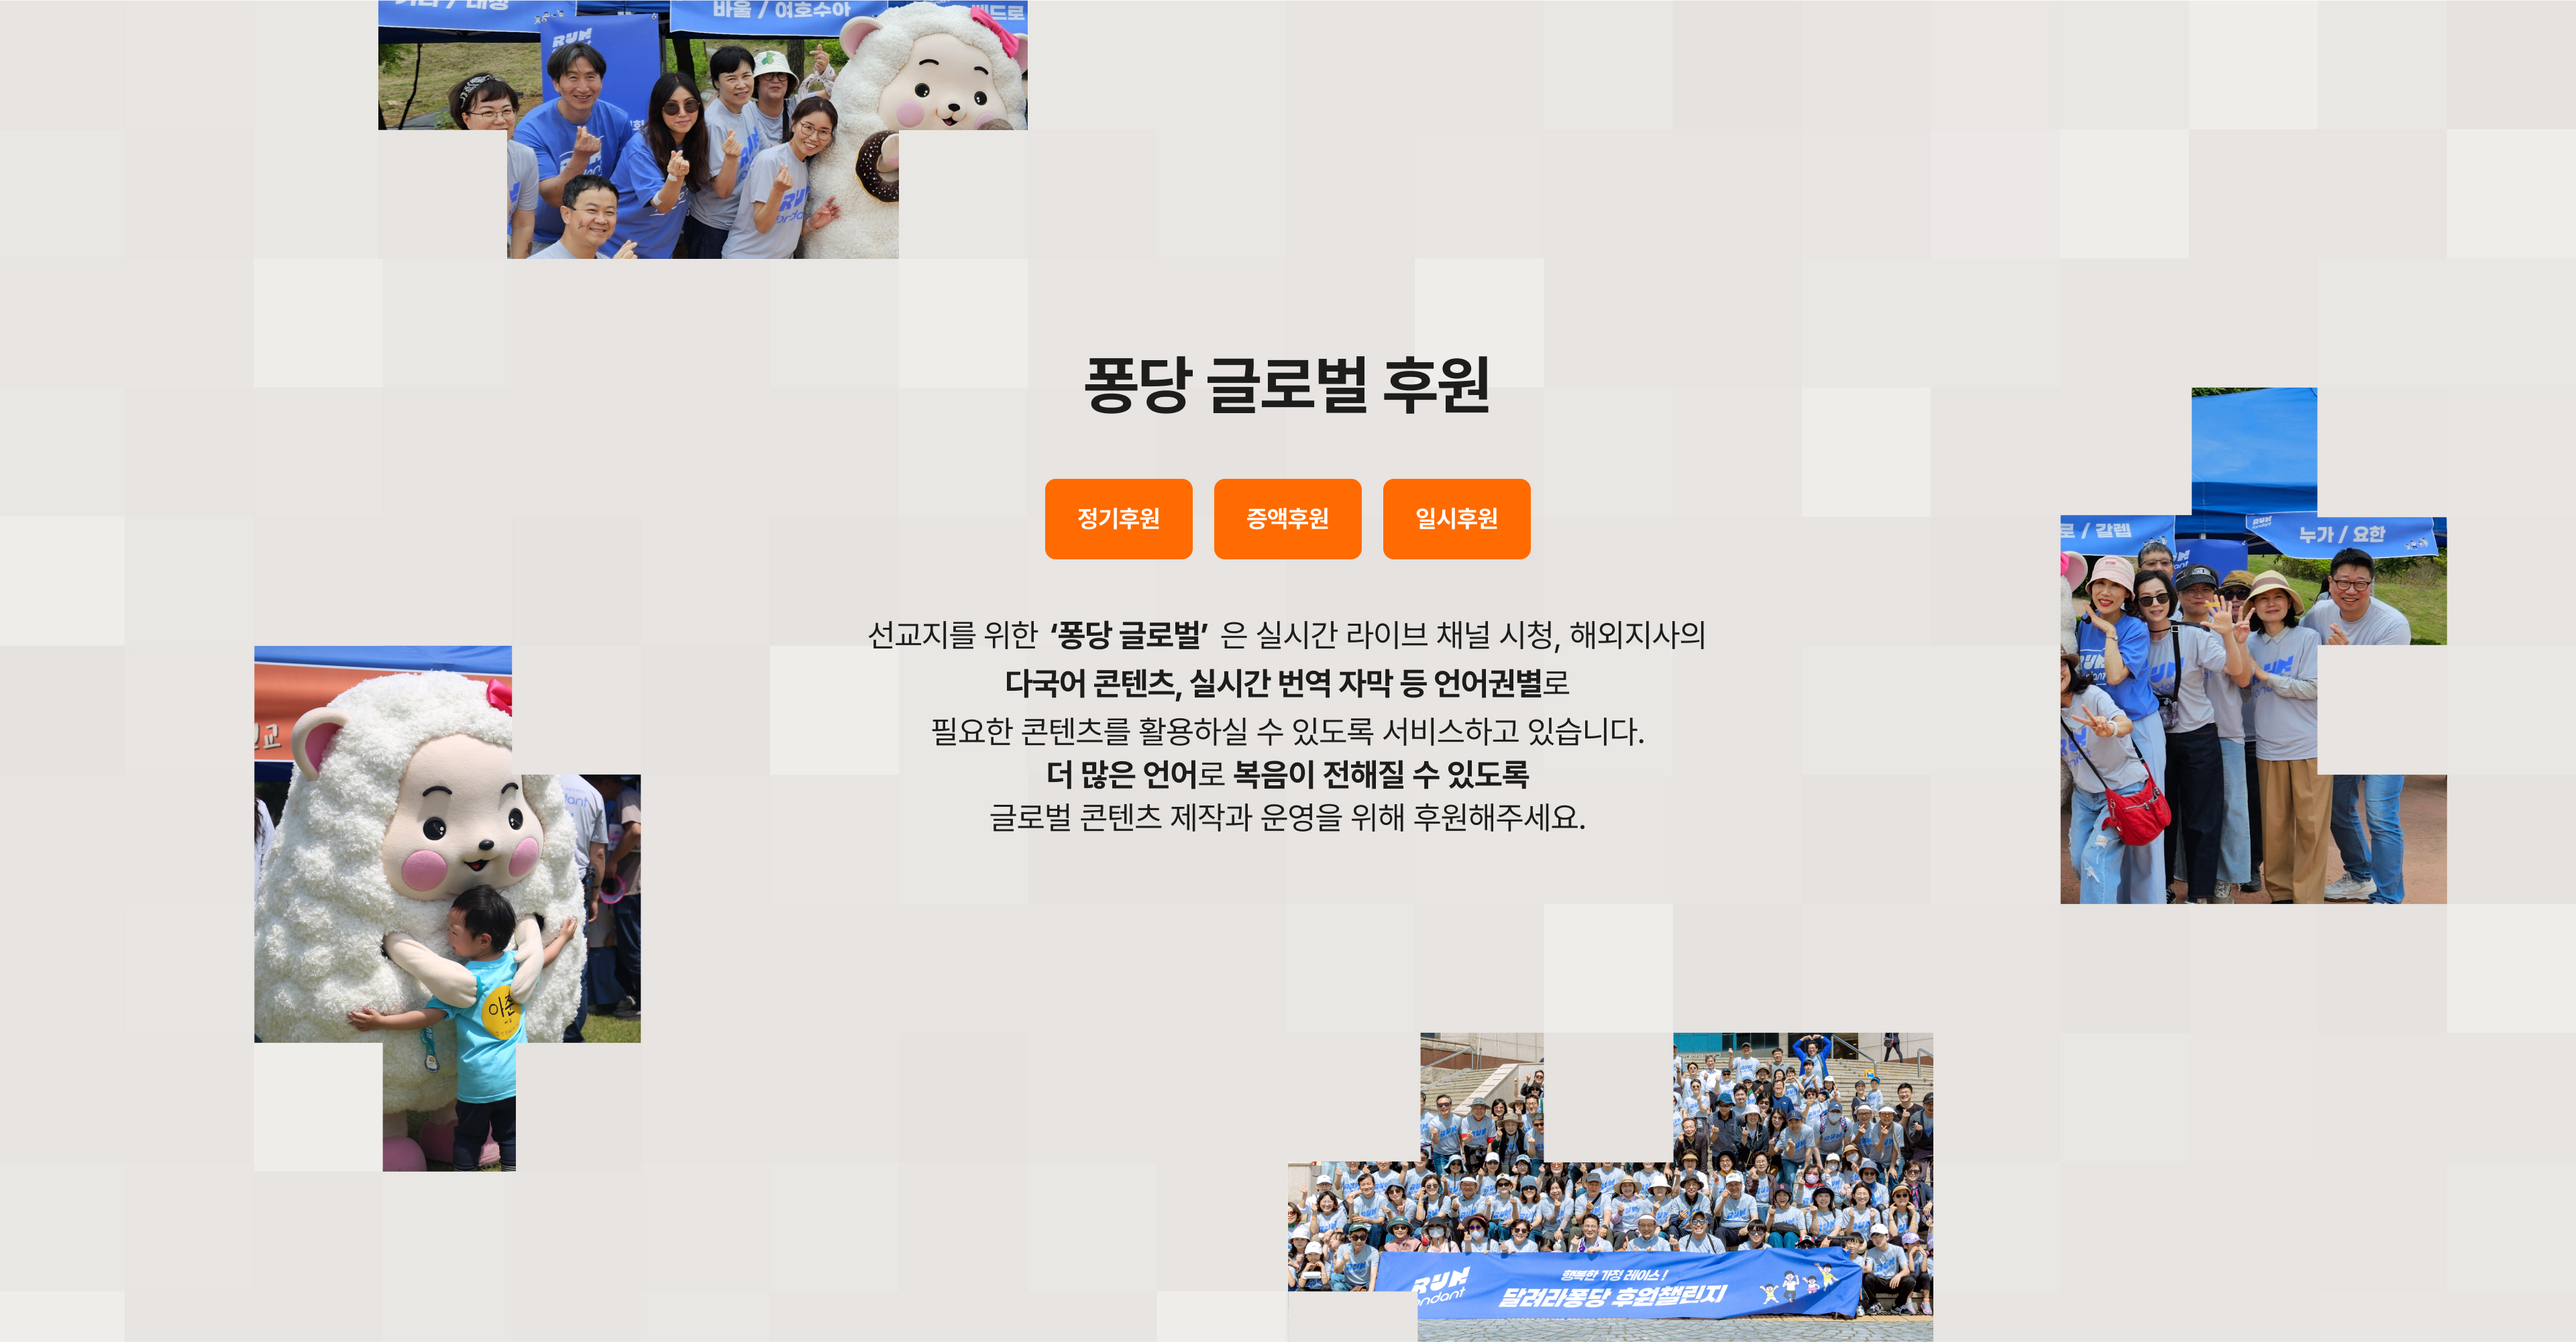 바울 / 여호수아
RUN
퐁당 글로벌 후원
정기후원
증액후원
일시후원
선교지를 위한 ‘퐁당 글로벌’ 은 실시간 라이브 채널 시청, 해외지사의
다국어 콘텐츠, 실시간 번역 자막 등 언어권별로
필요한 콘텐츠를 활용하실 수 있도록 서비스하고 있습니다.
더 많은 언어로 복음이 전해질 수 있도록
글로벌 콘텐츠 제작과 운영을 위해 후원해주세요.
로 / 갈렙
RUN
누가 / 요한
RUN
행복한 가정 레이스 !
달려라퐁당 후원챌린지